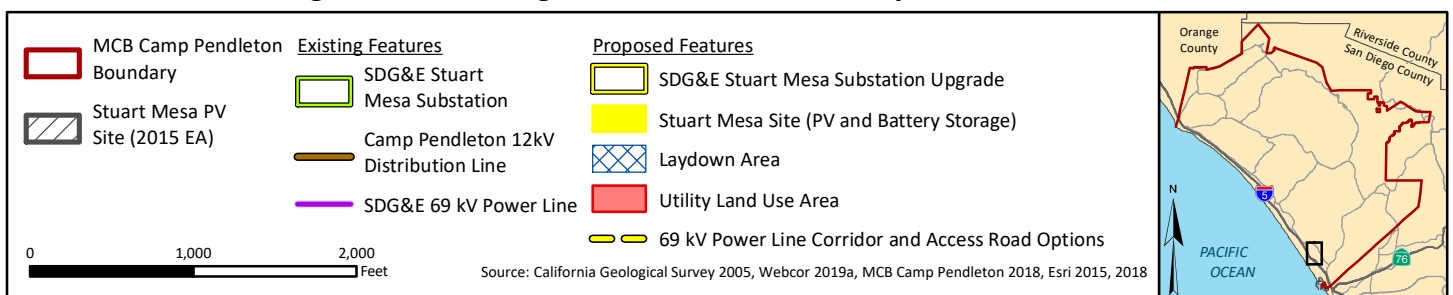 MCB Camp Pendleton
Boundary
Stuart Mesa PV
Site (2015 EA)
Existing Features
SDG&E Stuart
Mesa Substation
Camp Pendleton 12kV
Distribution Line
SDG&E 69 kV Power Line
Proposed Features
SDG&E Stuart Mesa Substation Upgrade
Stuart Mesa Site (PV and Battery Storage)
Laydown Area
Utility Land Use Area
69 kV Power Line Corridor and Access Road Options
0 1,000 2,000
Feet
Source: California Geological Survey 2005, Webcor 2019a, MCB Camp Pendleton 2018, Esri 2015, 2018
Orange
County
Riverside County
San Diego County
N
5
PACIFIC
OCEAN
76